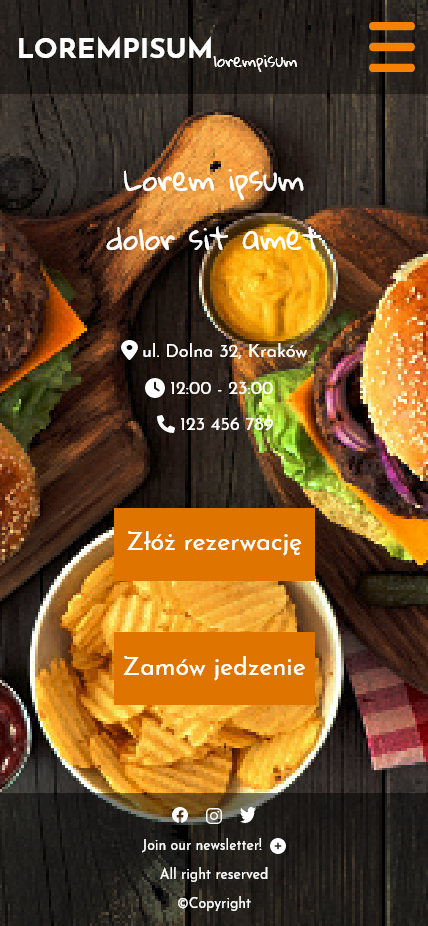 LOREMPISUM lorempisum
Lorem ipsum
dolor sit amet
ul. Dolna 32, Kraków
12:00 - 23:00
123 456 789
Złóż rezerwację
Zamów jedzenie
Join our newsletter!
All right reserved
©Copyright